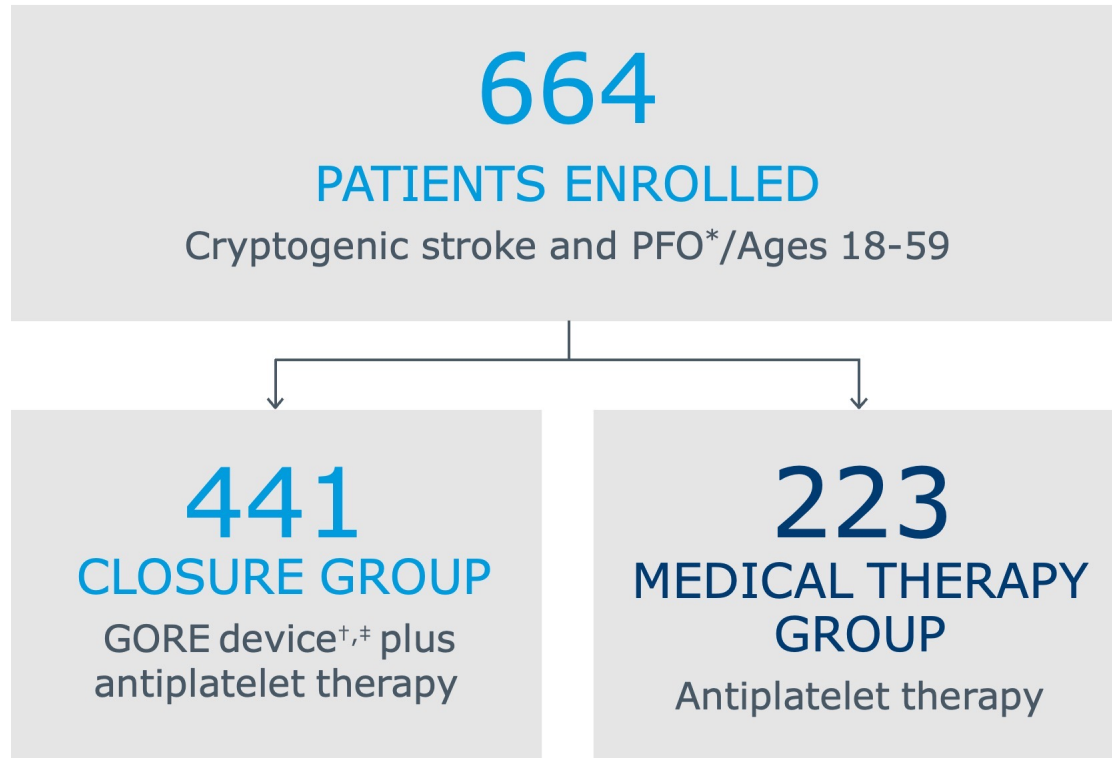 664
PATIENTS ENROLLED
Cryptogenic stroke and PFO*/Ages 18-59
441
CLOSURE GROUP
GORE device†,‡ plus
antiplatelet therapy
223
MEDICAL THERAPY
GROUP
Antiplatelet therapy